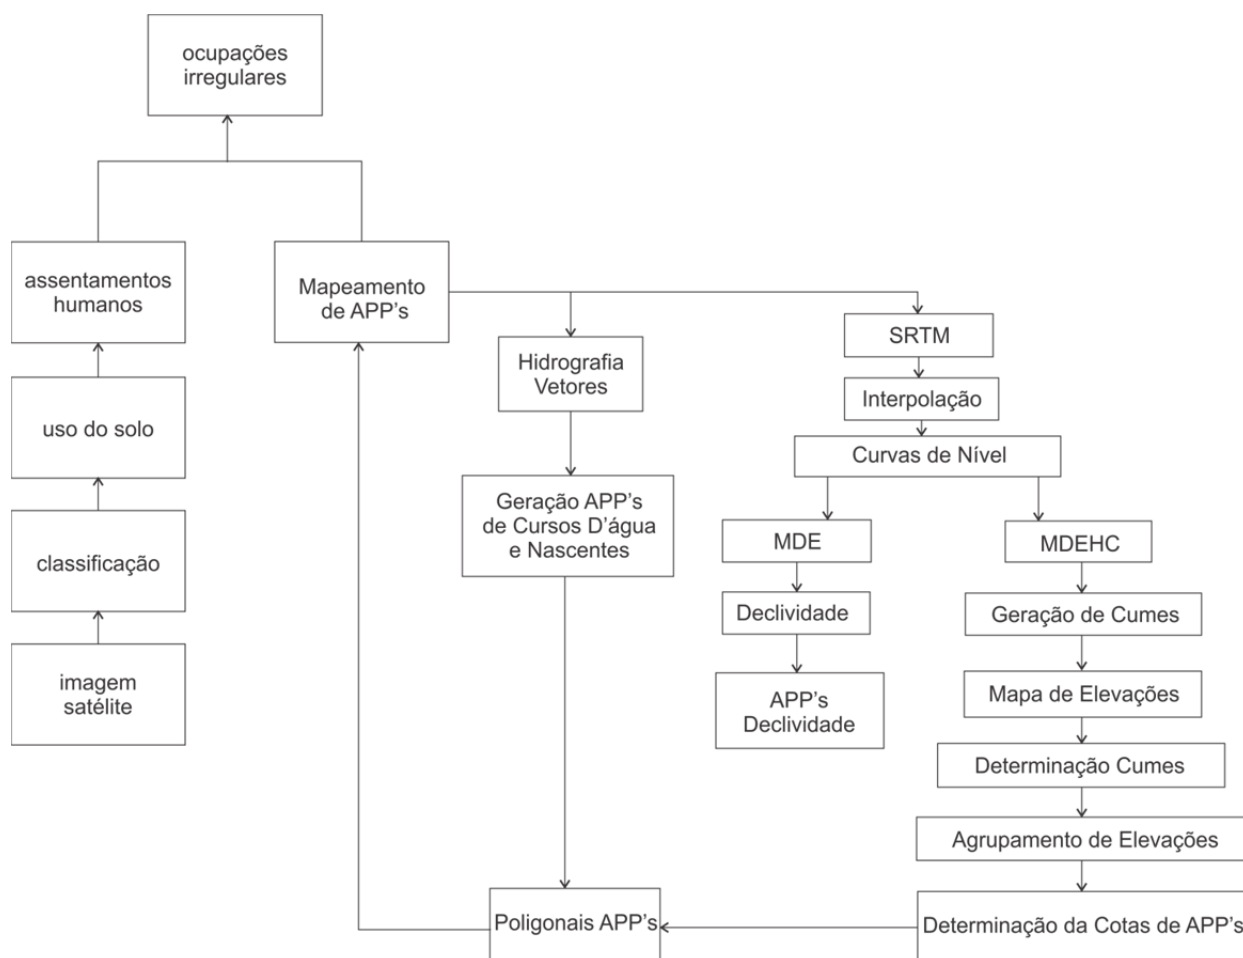 ocupações
irregulares
assentamentos
humanos
uso do solo
classificação
imagem
satélite
Mapeamento
de APP's
Hidrografia
Vetores
Geração APP's
de Cursos D'água
e Nascentes
SRTM
Interpolação
Curvas de Nível
MDE
Declividade
APP's
Declividade
MDEHC
Geração de Cumes
Mapa de Elevações
Determinação Cumes
Agrupamento de Elevações
Determinação da Cotas de APP's
Poligonais APP's